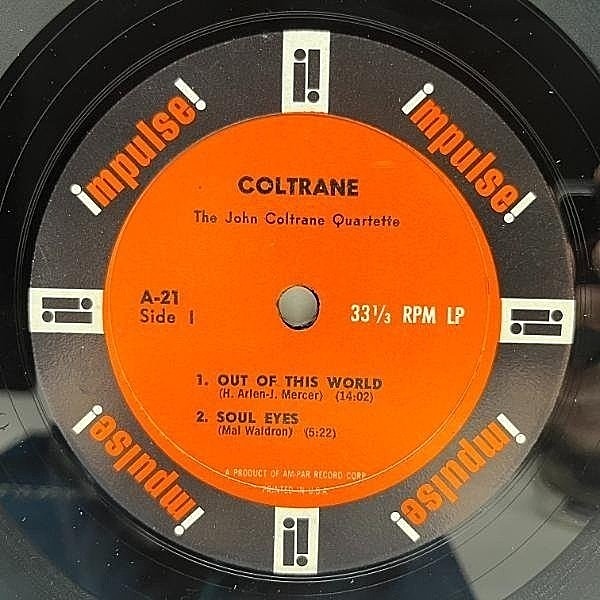 impulse!
impulse!
COLTRANE
The John Coltrane Quartette
A-21
Side 1
33 1/3 RPM LP
1. OUT OF THIS WORLD
(H. Arlen-J. Mercer) (14:02)
2. SOUL EYES
(Mal Waldron) (5:22)
A PRODUCT OF AM-PAR RECORD CORP.
PRINTED IN U.S.A.
impulse!
impulse!